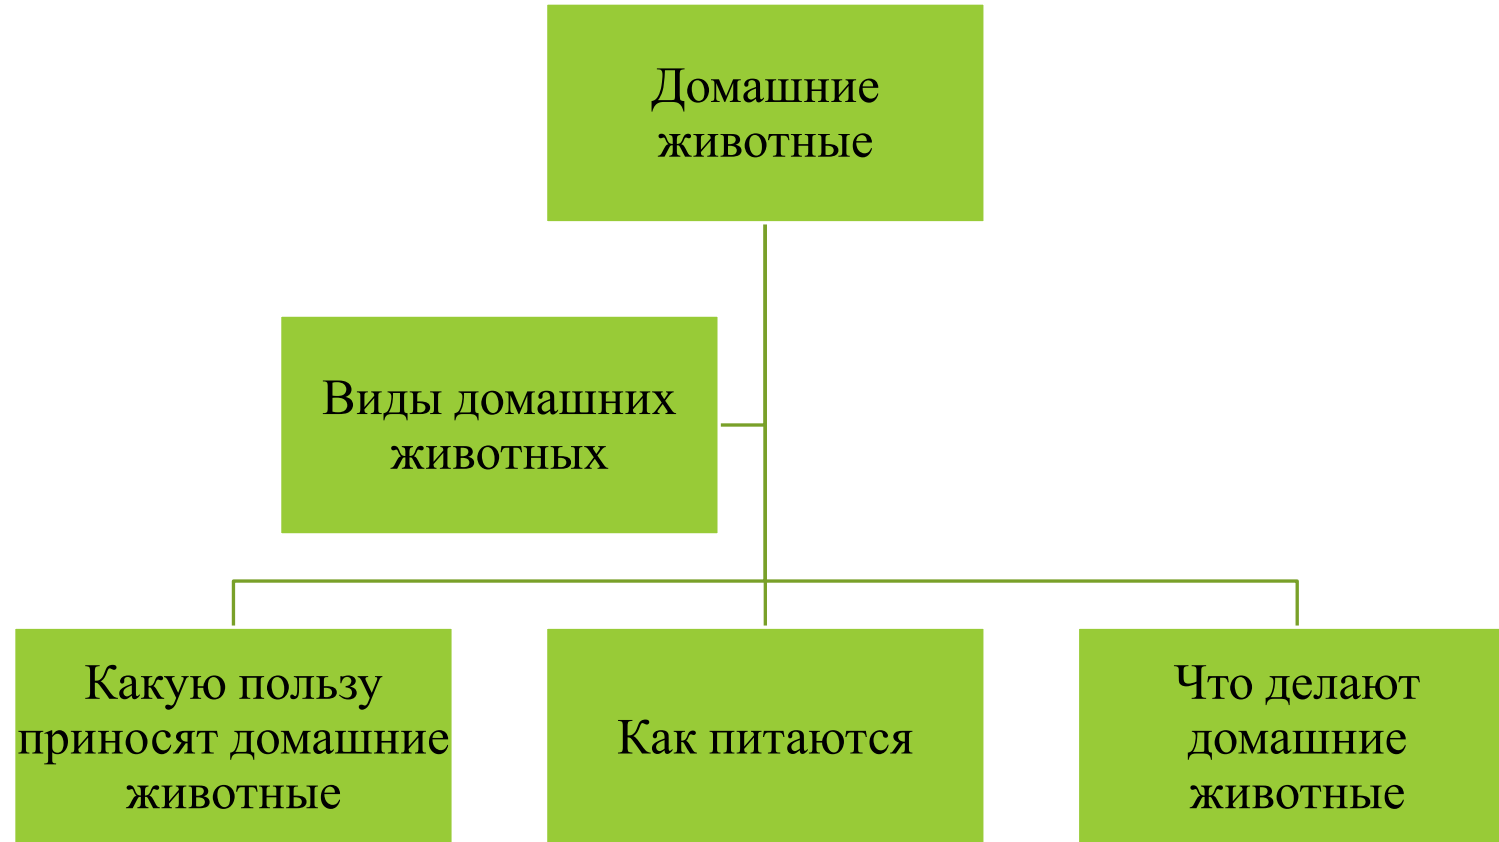 Домашние
животные
Виды домашних
животных
Какую пользу
приносят домашние
животные
Как питаются
Что делают
домашние
животные